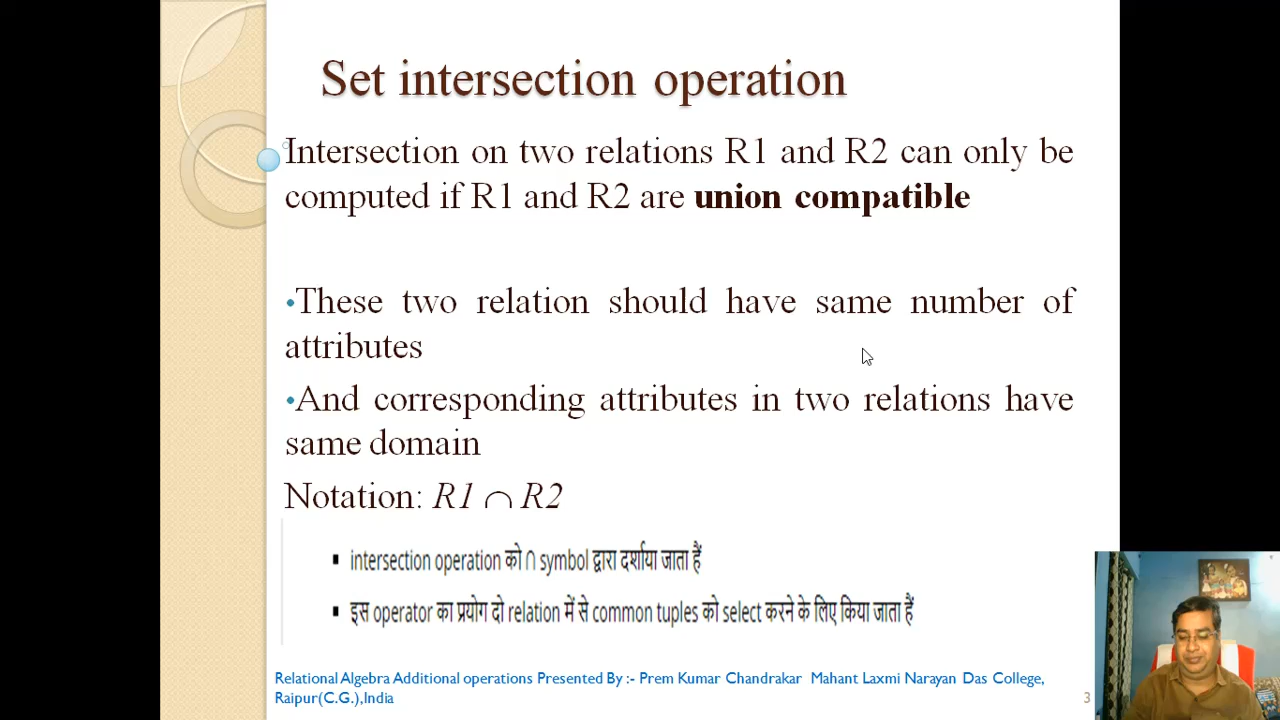 Set intersection operation
Intersection on two relations R1 and R2 can only be
computed if R1 and R2 are union compatible
•These two relation should have same number of
attributes
•And corresponding attributes in two relations have
same domain
Notation: R1 ∩ R2
▪ intersection operation को ∩ symbol द्वारा दर्शाया जाता हैं
▪ इस operator का प्रयोग दो relation में से common tuples को select करने के लिए किया जाता हैं
Relational Algebra Additional operations Presented By :- Prem Kumar Chandrakar Mahant Laxmi Narayan Das College,
Raipur(C.G.),India
3